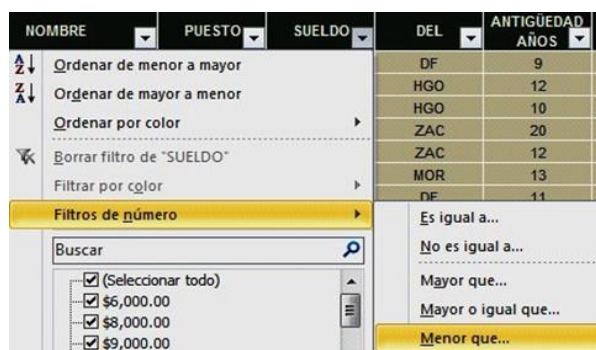 NOMBRE PUESTO SUELDO DEL ANTIGÜEDAD AÑOS
Ordenar de menor a mayor
Ordenar de mayor a menor
Ordenar por color
Borrar filtro de "SUELDO"
Filtrar por color
Filtros de número
Buscar
(Seleccionar todo)
$6,000.00
$8,000.00
$9,000.00
DF 9
HGO 12
HGO 10
ZAC 20
ZAC 12
MOR 13
DF 11
Es igual a...
No es igual a...
Mayor que...
Mayor o igual que...
Menor que...